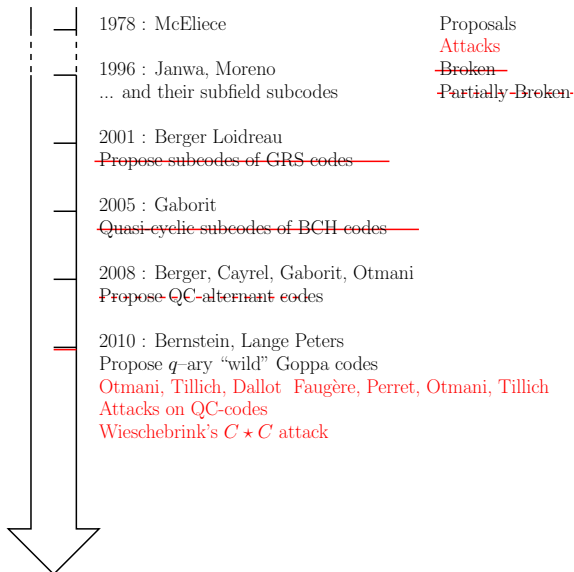 1978 : McEliece
Proposals
Attacks
1996 : Janwa, Moreno
Broken
... and their subfield subcodes
Partially Broken
2001 : Berger Loidreau
Propose subcodes of GRS codes
2005 : Gaborit
Quasi-cyclic subcodes of BCH codes
2008 : Berger, Cayrel, Gaborit, Otmani
Propose QC-alternant codes
2010 : Bernstein, Lange Peters
Propose q–ary “wild” Goppa codes
Otmani, Tillich, Dallot Faugère, Perret, Otmani, Tillich
Attacks on QC-codes
Wieschebrink's C ⋆ C attack